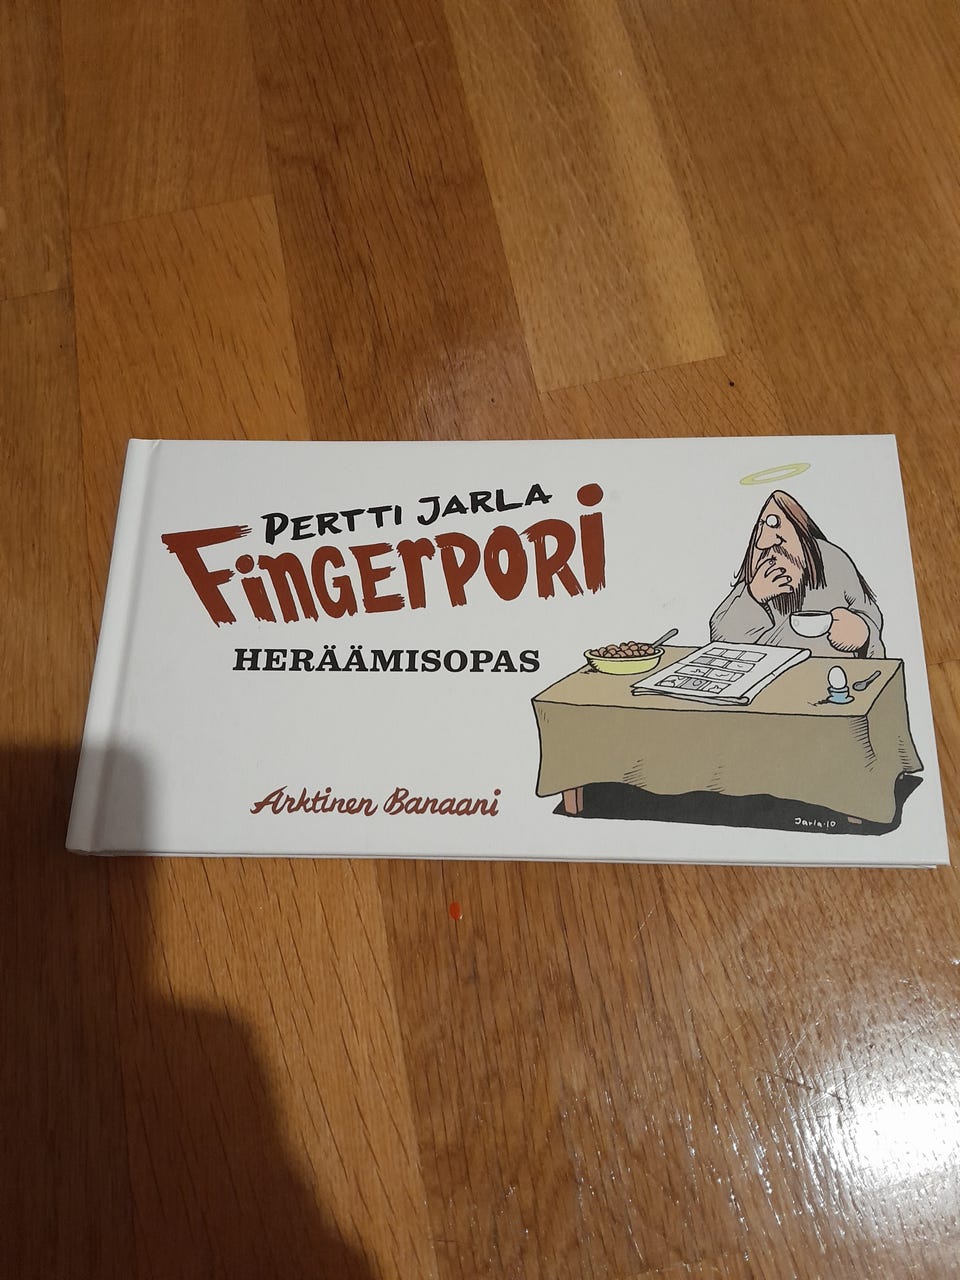 PERTTI JARLA
FiNGErPORi
HERÄÄMISOPAS
Arktinen Banaani
Jarla-10